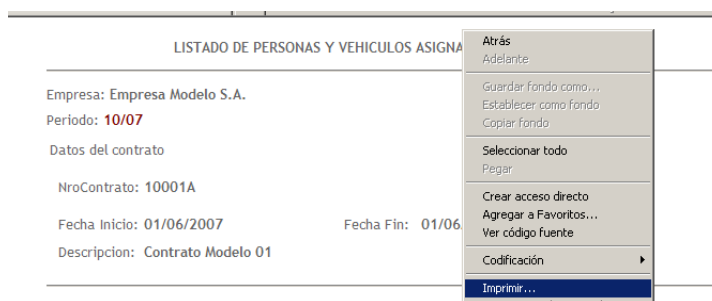 LISTADO DE PERSONAS Y VEHICULOS ASIGNA
Empresa: Empresa Modelo S.A.
Periodo: 10/07
Datos del contrato
NroContrato: 10001A
Fecha Inicio: 01/06/2007 Fecha Fin: 01/06
Descripcion: Contrato Modelo 01
Atrás
Adelante
Guardar fondo como...
Establecer como fondo
Copiar fondo
Seleccionar todo
Pegar
Crear acceso directo
Agregar a Favoritos...
Ver código fuente
Codificación
Imprimir...